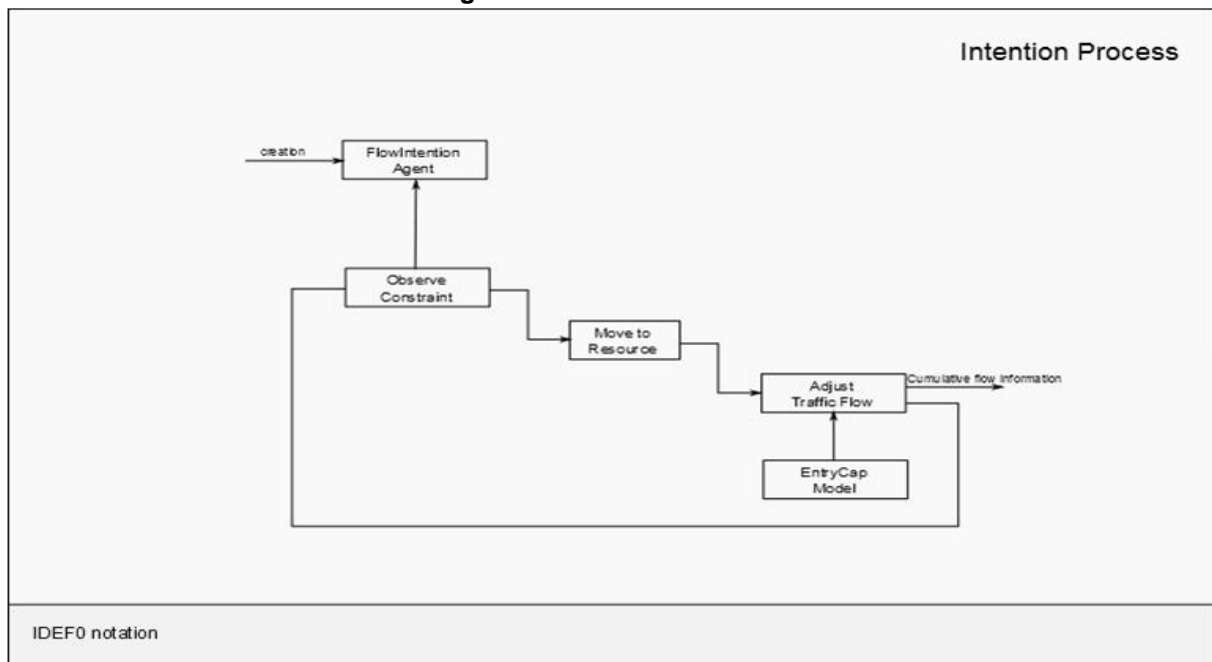 Intention Process
creation
FlowIntention
Agent
Observe
Constraint
Move to
Resource
Adjust
Traffic Flow
Cumulative flow Information
EntryCap
Model
IDEF0 notation